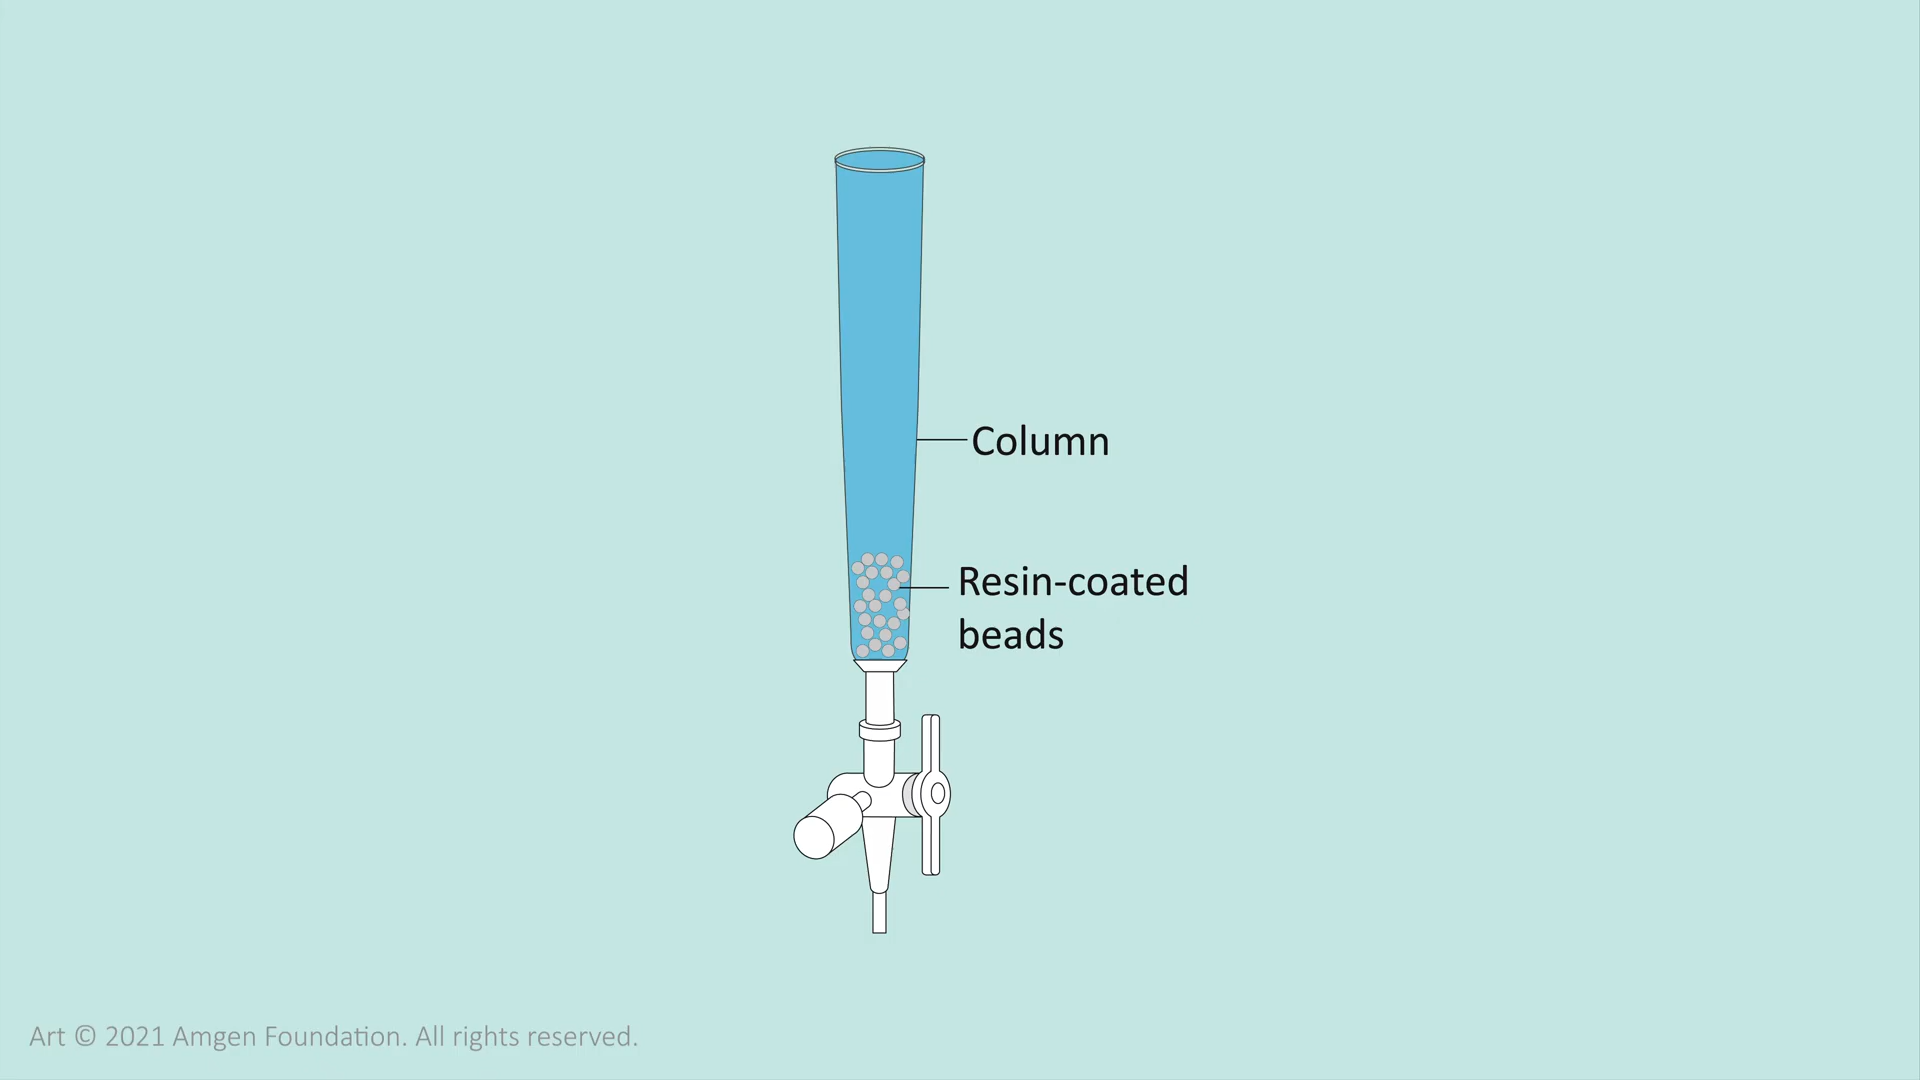 Column
Resin-coated
beads
Art © 2021 Amgen Foundation. All rights reserved.